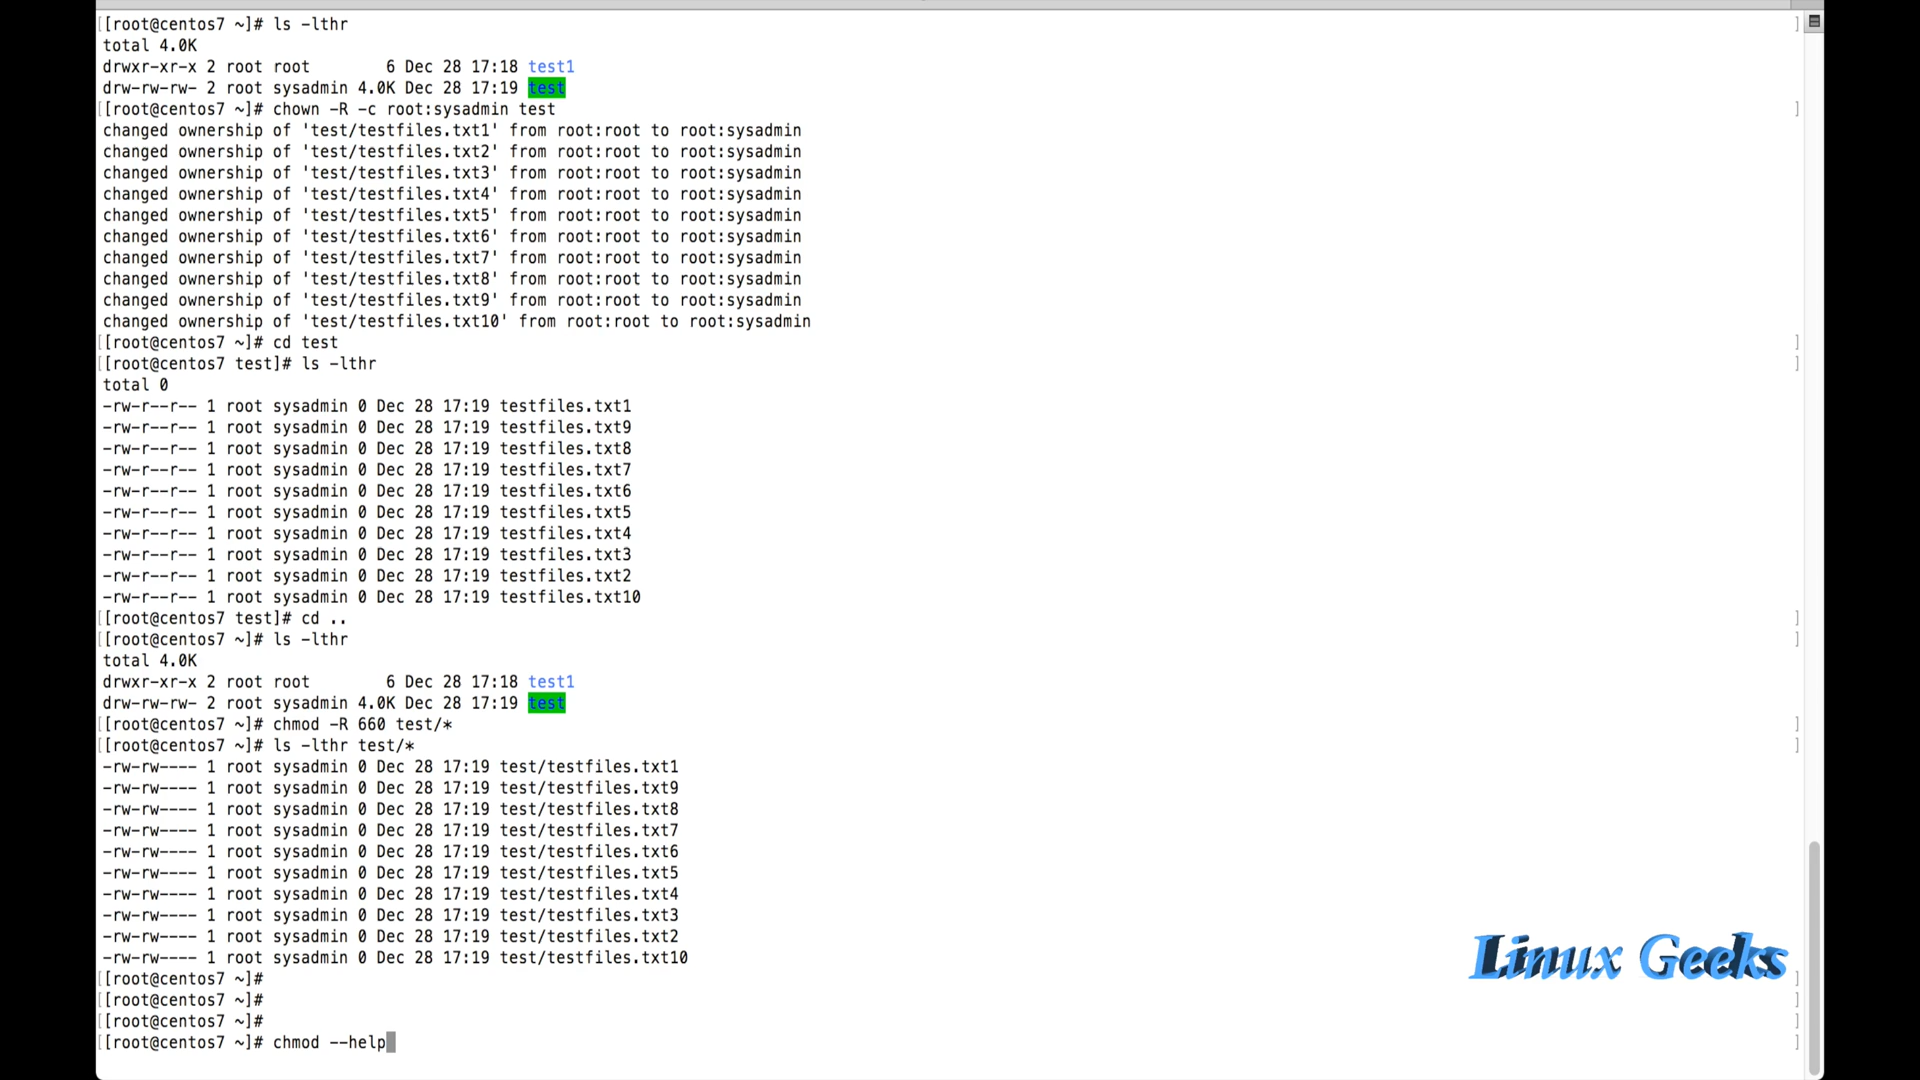 [[root@centos7 ~]# ls -lthr ]
total 4.0K
drwxr-xr-x 2 root root        6 Dec 28 17:18 test1
drw-rw-rw- 2 root sysadmin 4.0K Dec 28 17:19 test
[[root@centos7 ~]# chown -R -c root:sysadmin test ]
changed ownership of 'test/testfiles.txt1' from root:root to root:sysadmin
changed ownership of 'test/testfiles.txt2' from root:root to root:sysadmin
changed ownership of 'test/testfiles.txt3' from root:root to root:sysadmin
changed ownership of 'test/testfiles.txt4' from root:root to root:sysadmin
changed ownership of 'test/testfiles.txt5' from root:root to root:sysadmin
changed ownership of 'test/testfiles.txt6' from root:root to root:sysadmin
changed ownership of 'test/testfiles.txt7' from root:root to root:sysadmin
changed ownership of 'test/testfiles.txt8' from root:root to root:sysadmin
changed ownership of 'test/testfiles.txt9' from root:root to root:sysadmin
changed ownership of 'test/testfiles.txt10' from root:root to root:sysadmin
[[root@centos7 ~]# cd test ]
[[root@centos7 test]# ls -lthr ]
total 0
-rw-r--r-- 1 root sysadmin 0 Dec 28 17:19 testfiles.txt1
-rw-r--r-- 1 root sysadmin 0 Dec 28 17:19 testfiles.txt9
-rw-r--r-- 1 root sysadmin 0 Dec 28 17:19 testfiles.txt8
-rw-r--r-- 1 root sysadmin 0 Dec 28 17:19 testfiles.txt7
-rw-r--r-- 1 root sysadmin 0 Dec 28 17:19 testfiles.txt6
-rw-r--r-- 1 root sysadmin 0 Dec 28 17:19 testfiles.txt5
-rw-r--r-- 1 root sysadmin 0 Dec 28 17:19 testfiles.txt4
-rw-r--r-- 1 root sysadmin 0 Dec 28 17:19 testfiles.txt3
-rw-r--r-- 1 root sysadmin 0 Dec 28 17:19 testfiles.txt2
-rw-r--r-- 1 root sysadmin 0 Dec 28 17:19 testfiles.txt10
[[root@centos7 test]# cd .. ]
[[root@centos7 ~]# ls -lthr ]
total 4.0K
drwxr-xr-x 2 root root        6 Dec 28 17:18 test1
drw-rw-rw- 2 root sysadmin 4.0K Dec 28 17:19 test
[[root@centos7 ~]# chmod -R 660 test/* ]
[[root@centos7 ~]# ls -lthr test/* ]
-rw-rw---- 1 root sysadmin 0 Dec 28 17:19 test/testfiles.txt1
-rw-rw---- 1 root sysadmin 0 Dec 28 17:19 test/testfiles.txt9
-rw-rw---- 1 root sysadmin 0 Dec 28 17:19 test/testfiles.txt8
-rw-rw---- 1 root sysadmin 0 Dec 28 17:19 test/testfiles.txt7
-rw-rw---- 1 root sysadmin 0 Dec 28 17:19 test/testfiles.txt6
-rw-rw---- 1 root sysadmin 0 Dec 28 17:19 test/testfiles.txt5
-rw-rw---- 1 root sysadmin 0 Dec 28 17:19 test/testfiles.txt4
-rw-rw---- 1 root sysadmin 0 Dec 28 17:19 test/testfiles.txt3
-rw-rw---- 1 root sysadmin 0 Dec 28 17:19 test/testfiles.txt2
-rw-rw---- 1 root sysadmin 0 Dec 28 17:19 test/testfiles.txt10
[[root@centos7 ~]# ]
[[root@centos7 ~]# ]
[[root@centos7 ~]# ]
[[root@centos7 ~]# chmod --help ]
Linux Geeks